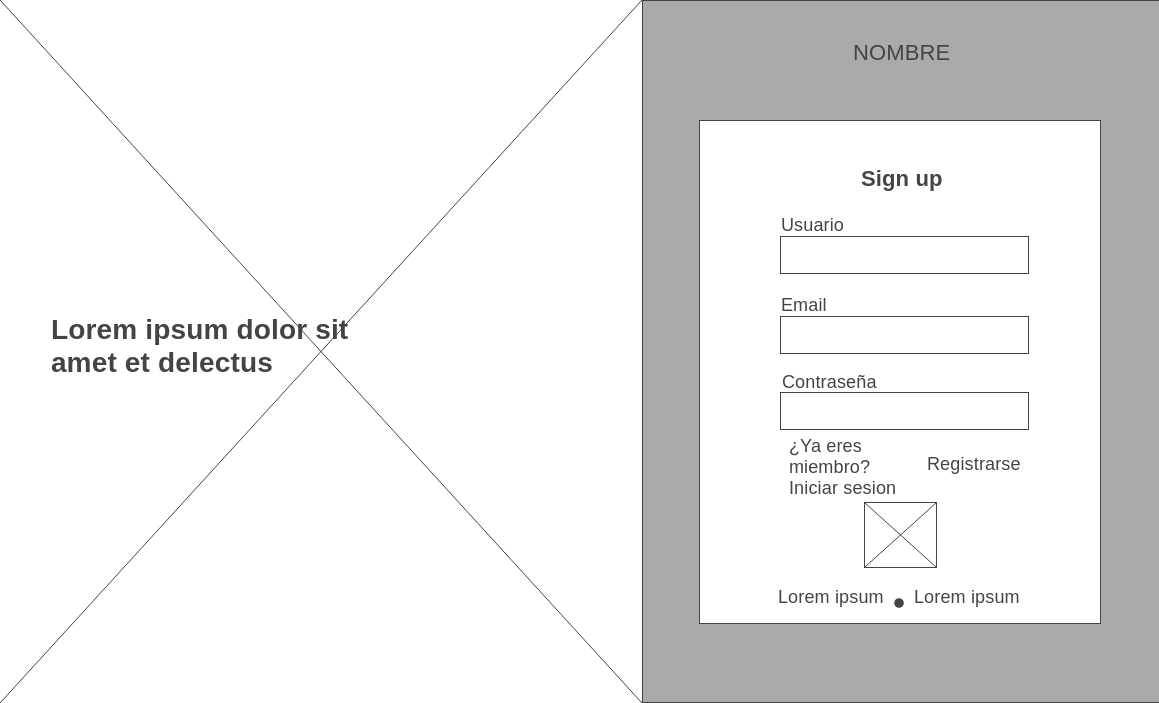 Lorem ipsum dolor sit
amet et delectus
NOMBRE
Sign up
Usuario
Email
Contraseña
¿Ya eres
miembro?
Iniciar sesion
Registrarse
Lorem ipsum ● Lorem ipsum